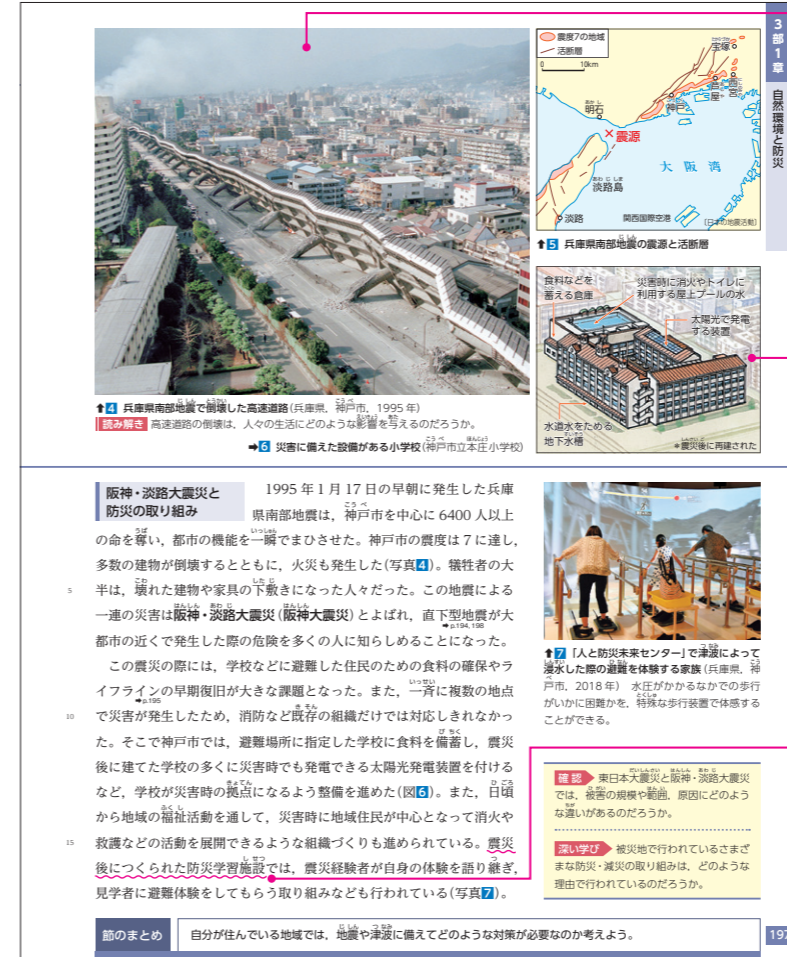 3部1章 自然環境と防災
震度7の地域
活断層
0 10km
宝塚
西宮
芦屋
神戸
明石
震源
大阪湾
淡路島
淡路
関西国際空港
〔日本の地震活動〕
⬆5 兵庫県南部地震の震源と活断層
食料などを
蓄える倉庫
災害時に消火やトイレに
利用する屋上プールの水
太陽光で発電
する装置
水道水をためる
地下水槽
*震災後に再建された
⬆4 兵庫県南部地震で倒壊した高速道路(兵庫県，神戸市，1995年)
読み解き 高速道路の倒壊は，人々の生活にどのような影響を与えるのだろうか。
➡6 災害に備えた設備がある小学校(神戸市立本庄小学校)
阪神・淡路大震災と
防災の取り組み
1995年1月17日の早朝に発生した兵庫
県南部地震は，神戸市を中心に6400人以上
の命を奪い，都市の機能を一瞬でまひさせた。神戸市の震度は7に達し，
多数の建物が倒壊するとともに，火災も発生した(写真4)。犠牲者の大
5 半は，壊れた建物や家具の下敷きになった人々だった。この地震による
一連の災害は阪神・淡路大震災(阪神大震災)とよばれ，直下型地震が大
➡p.194, 198
都市の近くで発生した際の危険を多くの人に知らしめることになった。
この震災の際には，学校などに避難した住民のための食料の確保やラ
イフラインの早期復旧が大きな課題となった。また，一斉に複数の地点
➡p.195
10 で災害が発生したため，消防など既存の組織だけでは対応しきれなかっ
た。そこで神戸市では，避難場所に指定した学校に食料を備蓄し，震災
後に建てた学校の多くに災害時でも発電できる太陽光発電装置を付ける
など，学校が災害時の拠点になるよう整備を進めた(図6)。また，日頃
から地域の福祉活動を通して，災害時に地域住民が中心となって消火や
15 救護などの活動を展開できるような組織づくりも進められている。震災
後につくられた防災学習施設では，震災経験者が自身の体験を語り継ぎ，
見学者に避難体験をしてもらう取り組みなども行われている(写真7)。
⬆7 「人と防災未来センター」で津波によって
浸水した際の避難を体験する家族(兵庫県，神
戸市，2018年) 水圧がかかるなかでの歩行
がいかに困難かを，特殊な歩行装置で体感する
ことができる。
確認 東日本大震災と阪神・淡路大震災
では，被害の規模や範囲，原因にどのよう
な違いがあるのだろうか。
深い学び 被災地で行われているさまざ
まな防災・減災の取り組みは，どのような
理由で行われているのだろうか。
節のまとめ 自分が住んでいる地域では，地震や津波に備えてどのような対策が必要なのか考えよう。
197